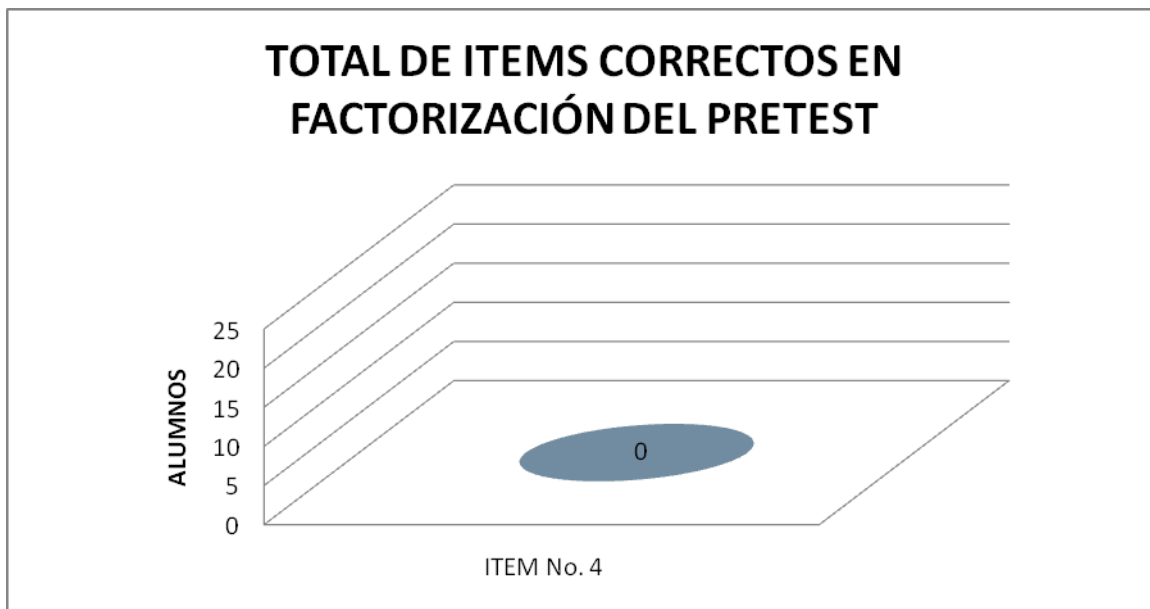 TOTAL DE ITEMS CORRECTOS EN
FACTORIZACIÓN DEL PRETEST
25
20
15
10
5
0
ALUMNOS
0
ITEM No. 4